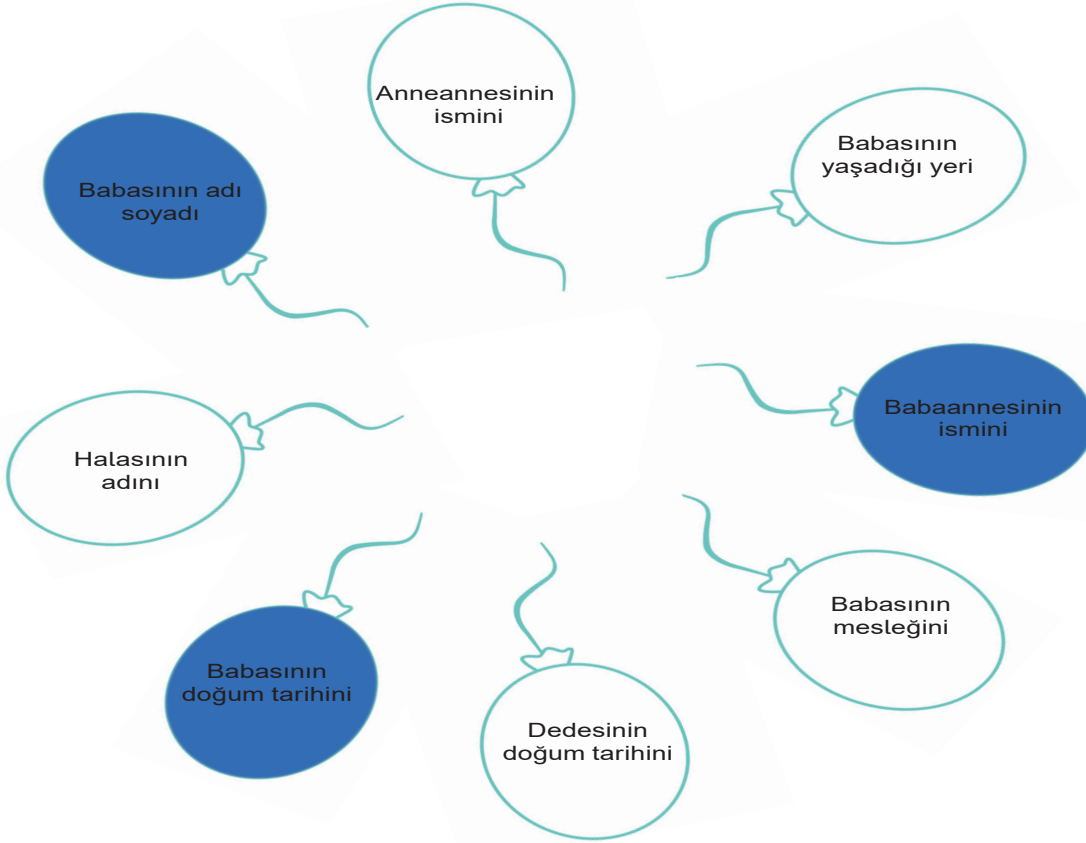 Anneannesinin
ismini
Babasının
yaşadığı yeri
Babasının adı
soyadı
Babaannesinin
ismini
Halasının
adını
Babasının
mesleğini
Babasının
doğum tarihini
Dedesinin
doğum tarihini